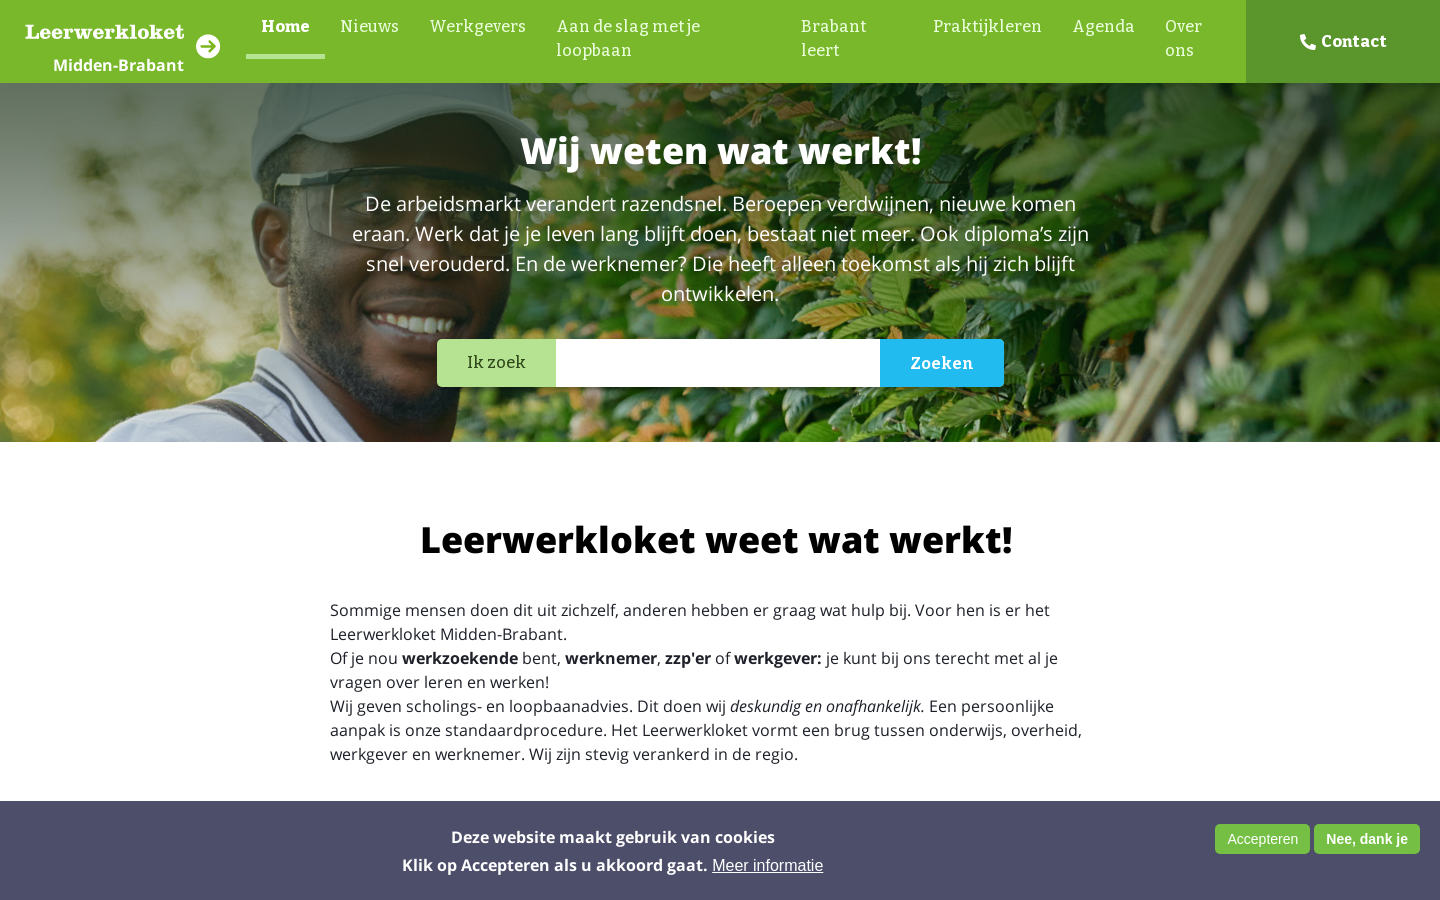 Leerwerkloket
Midden-Brabant
Home
Nieuws
Werkgevers
Aan de slag met je
loopbaan
Brabant
leert
Praktijkleren
Agenda
Over
ons
Contact
Wij weten wat werkt!
De arbeidsmarkt verandert razendsnel. Beroepen verdwijnen, nieuwe komen
eraan. Werk dat je je leven lang blijft doen, bestaat niet meer. Ook diploma’s zijn
snel verouderd. En de werknemer? Die heeft alleen toekomst als hij zich blijft
ontwikkelen.
Ik zoek
Zoeken
Leerwerkloket weet wat werkt!
Sommige mensen doen dit uit zichzelf, anderen hebben er graag wat hulp bij. Voor hen is er het
Leerwerkloket Midden-Brabant.
Of je nou werkzoekende bent, werknemer, zzp'er of werkgever: je kunt bij ons terecht met al je
vragen over leren en werken!
Wij geven scholings- en loopbaanadvies. Dit doen wij deskundig en onafhankelijk. Een persoonlijke
aanpak is onze standaardprocedure. Het Leerwerkloket vormt een brug tussen onderwijs, overheid,
werkgever en werknemer. Wij zijn stevig verankerd in de regio.
Deze website maakt gebruik van cookies
Klik op Accepteren als u akkoord gaat. Meer informatie
Accepteren
Nee, dank je